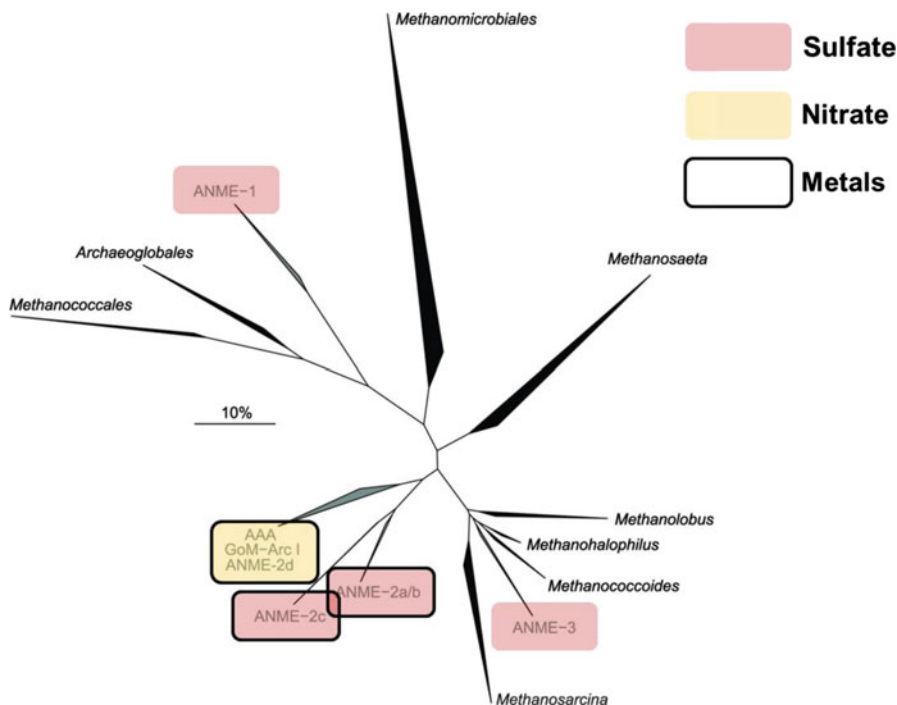 Methanomicrobiales
Sulfate
Nitrate
Metals
ANME−1
Archaeoglobales
Methanosaeta
Methanococcales
10%
AAA
GoM−Arc I
ANME-2d
ANME−2a/b
ANME−2c
Methanolobus
Methanohalophilus
Methanococcoides
ANME−3
Methanosarcina